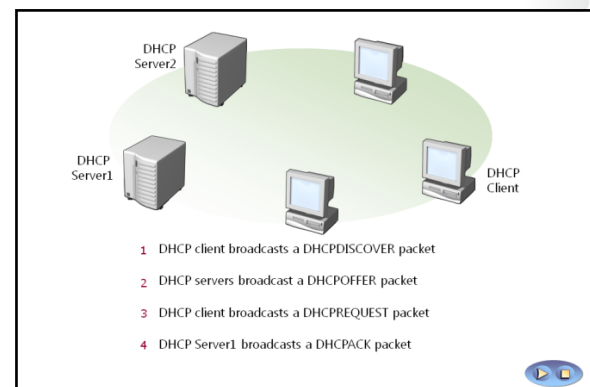 DHCP
Server2
DHCP
Server1
DHCP
Client
1 DHCP client broadcasts a DHCPDISCOVER packet
2 DHCP servers broadcast a DHCPOFFER packet
3 DHCP client broadcasts a DHCPREQUEST packet
4 DHCP Server1 broadcasts a DHCPACK packet